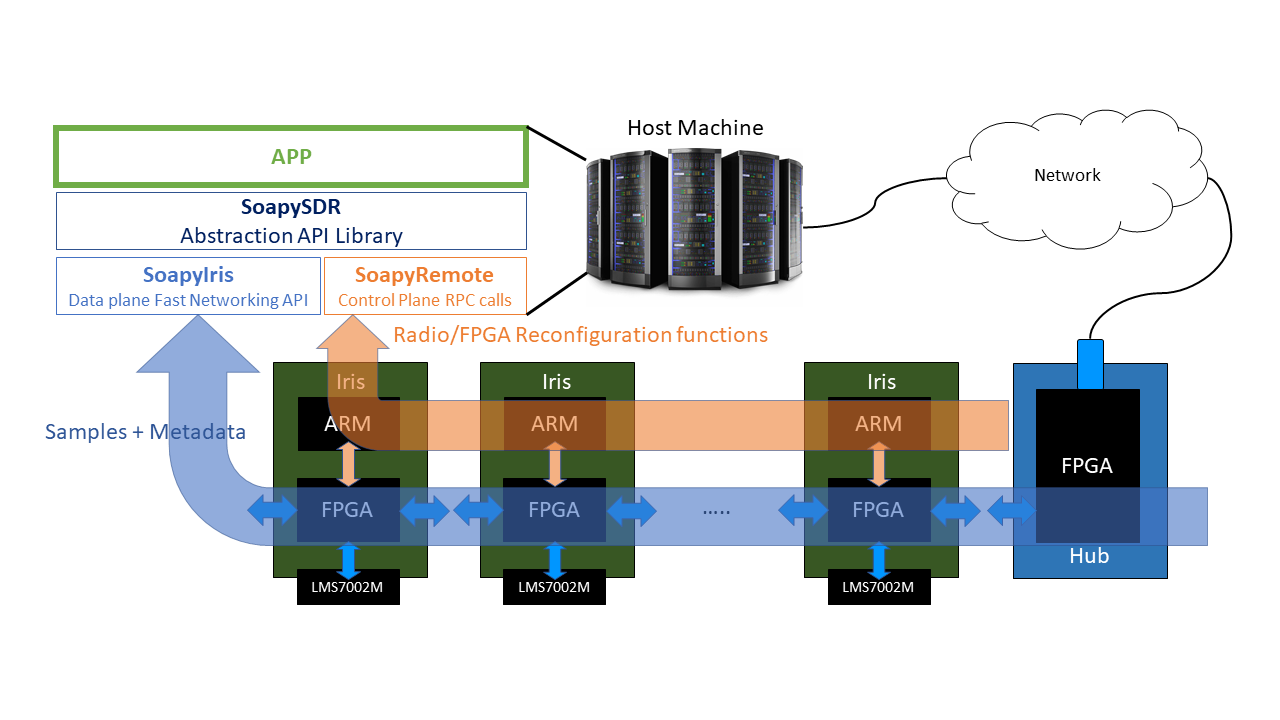 Host Machine
APP
Network
SoapySDR
Abstraction API Library
SoapyIris
Data plane Fast Networking API
SoapyRemote
Control Plane RPC calls
Radio/FPGA Reconfiguration functions
Iris
Iris
Iris
ARM
ARM
ARM
Samples + Metadata
FPGA
FPGA
FPGA
.....
FPGA
Hub
LMS7002M
LMS7002M
LMS7002M